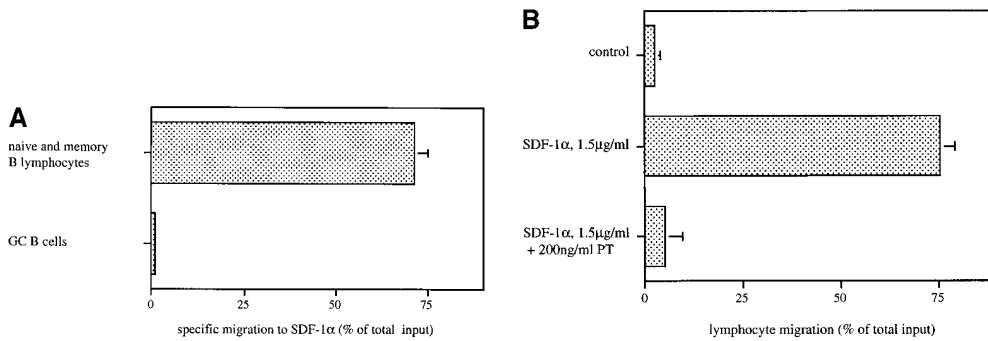 A
naive and memory
B lymphocytes
GC B cells
0 25 50 75
specific migration to SDF-1α (% of total input)
B
control
SDF-1α, 1.5µg/ml
SDF-1α, 1.5µg/ml
+ 200ng/ml PT
0 25 50 75
lymphocyte migration (% of total input)